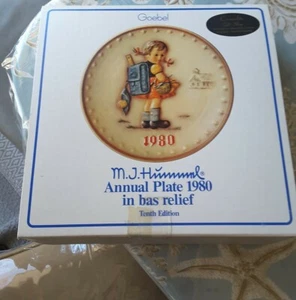 Goebel
1980
M.J.Hummel®
Annual Plate 1980
in bas relief
Tenth Edition